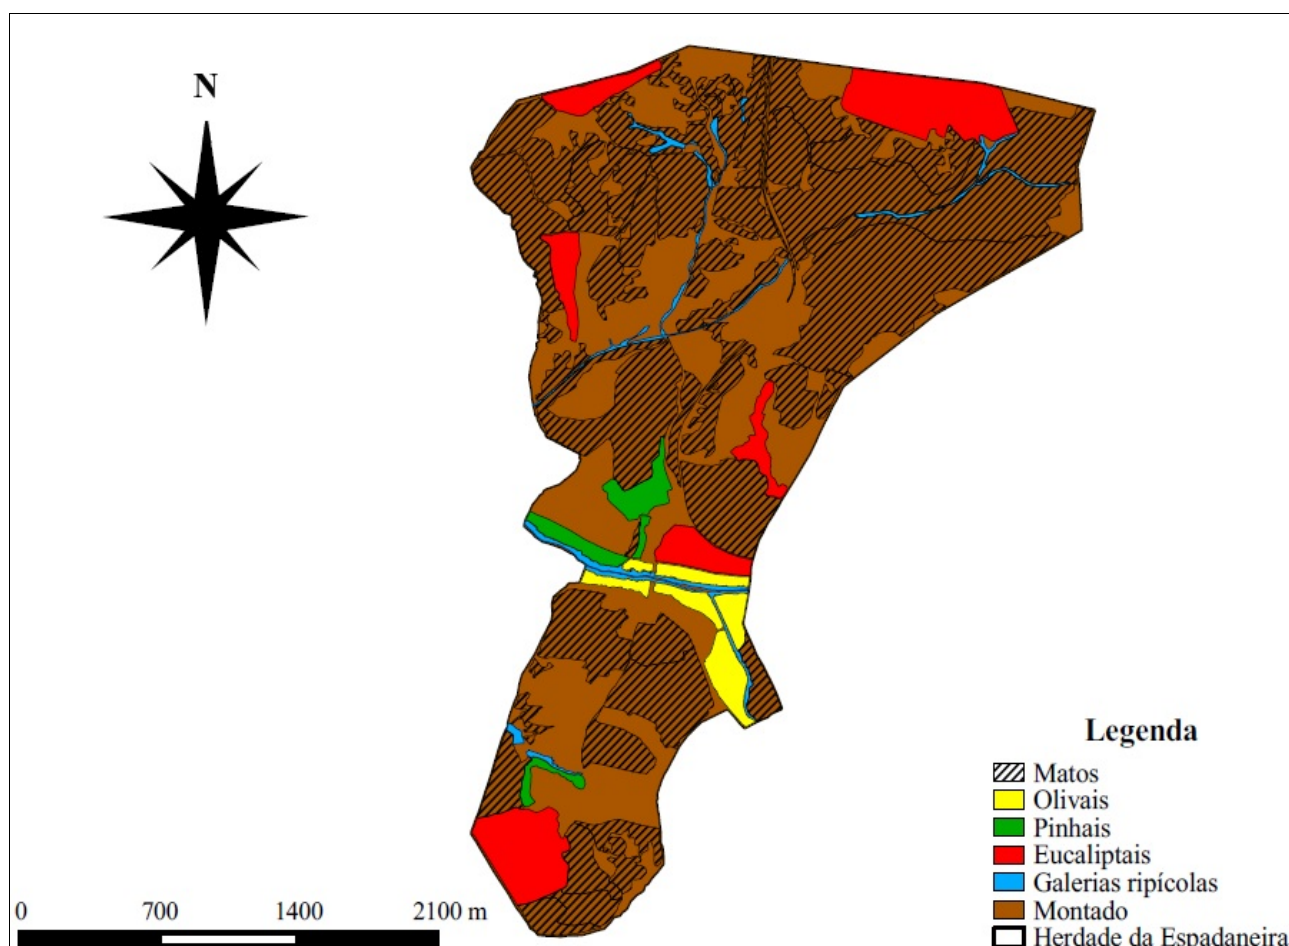 N
Legenda
Matos
Olivais
Pinhais
Eucaliptais
Galerias ripícolas
Montado
Herdade da Espadaneira
0 700 1400 2100 m